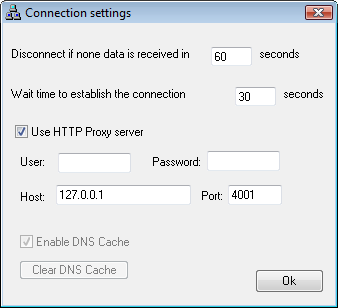 Connection settings
Disconnect if none data is received in 60 seconds
Wait time to establish the connection 30 seconds
Use HTTP Proxy server
User: Password:
Host: 127.0.0.1 Port: 4001
Enable DNS Cache
Clear DNS Cache
Ok